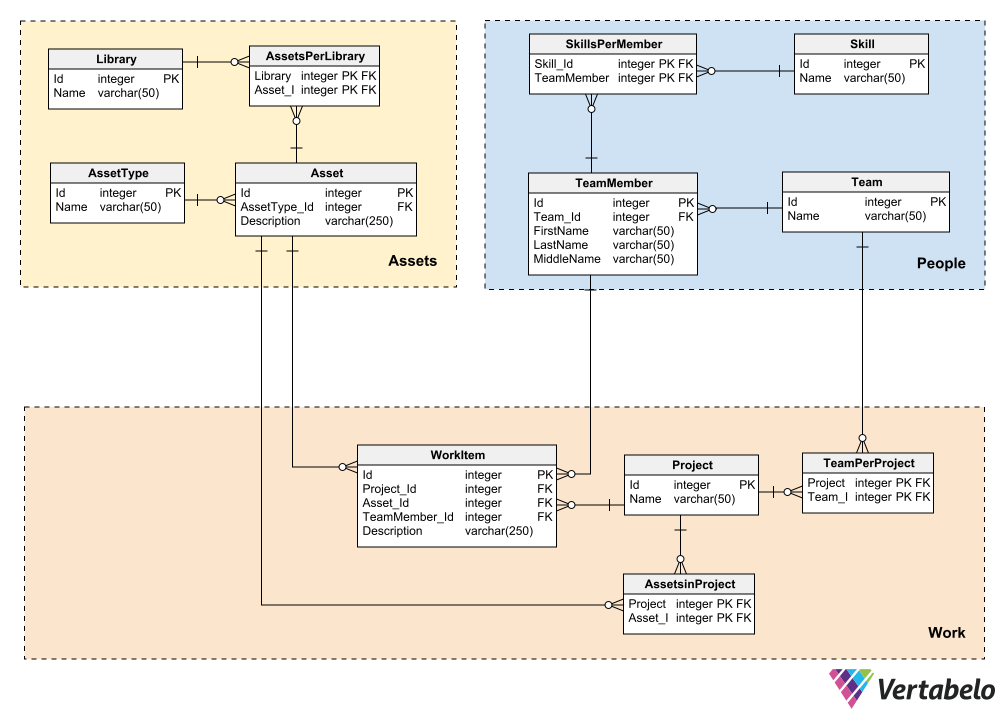 Library
Id integer PK
Name varchar(50)
AssetsPerLibrary
Library integer PK FK
Asset_I integer PK FK
AssetType
Id integer PK
Name varchar(50)
Asset
Id integer PK
AssetType_Id integer FK
Description varchar(250)
Assets
SkillsPerMember
Skill_Id integer PK FK
TeamMember integer PK FK
Skill
Id integer PK
Name varchar(50)
TeamMember
Id integer PK
Team_Id integer FK
FirstName varchar(50)
LastName varchar(50)
MiddleName varchar(50)
Team
Id integer PK
Name varchar(50)
People
WorkItem
Id integer PK
Project_Id integer FK
Asset_Id integer FK
TeamMember_Id integer FK
Description varchar(250)
Project
Id integer PK
Name varchar(50)
TeamPerProject
Project integer PK FK
Team_I integer PK FK
AssetsinProject
Project integer PK FK
Asset_I integer PK FK
Work
Vertabelo